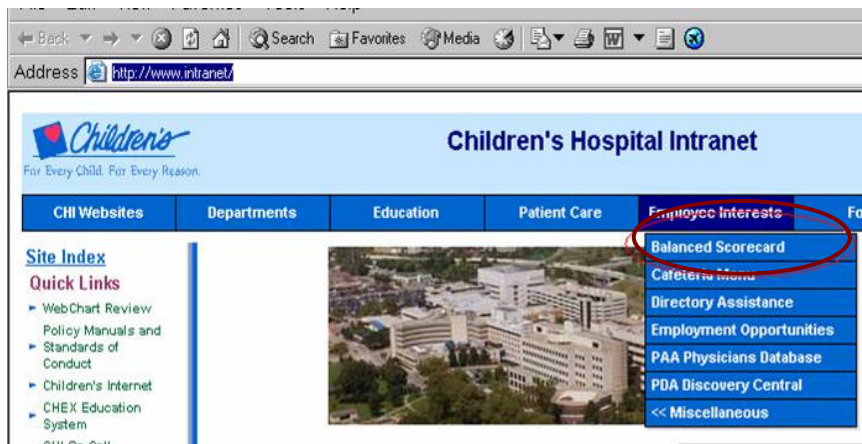 Back Search Favorites Media
Address http://www.intranet/
Children's
For Every Child. For Every Reason.
Children's Hospital Intranet
CHI Websites Departments Education Patient Care Employee Interests
Site Index
Quick Links
WebChart Review
Policy Manuals and
Standards of
Conduct
Children's Internet
CHEX Education
System
Balanced Scorecard
Cafeteria Menu
Directory Assistance
Employment Opportunities
PAA Physicians Database
PDA Discovery Central
<< Miscellaneous